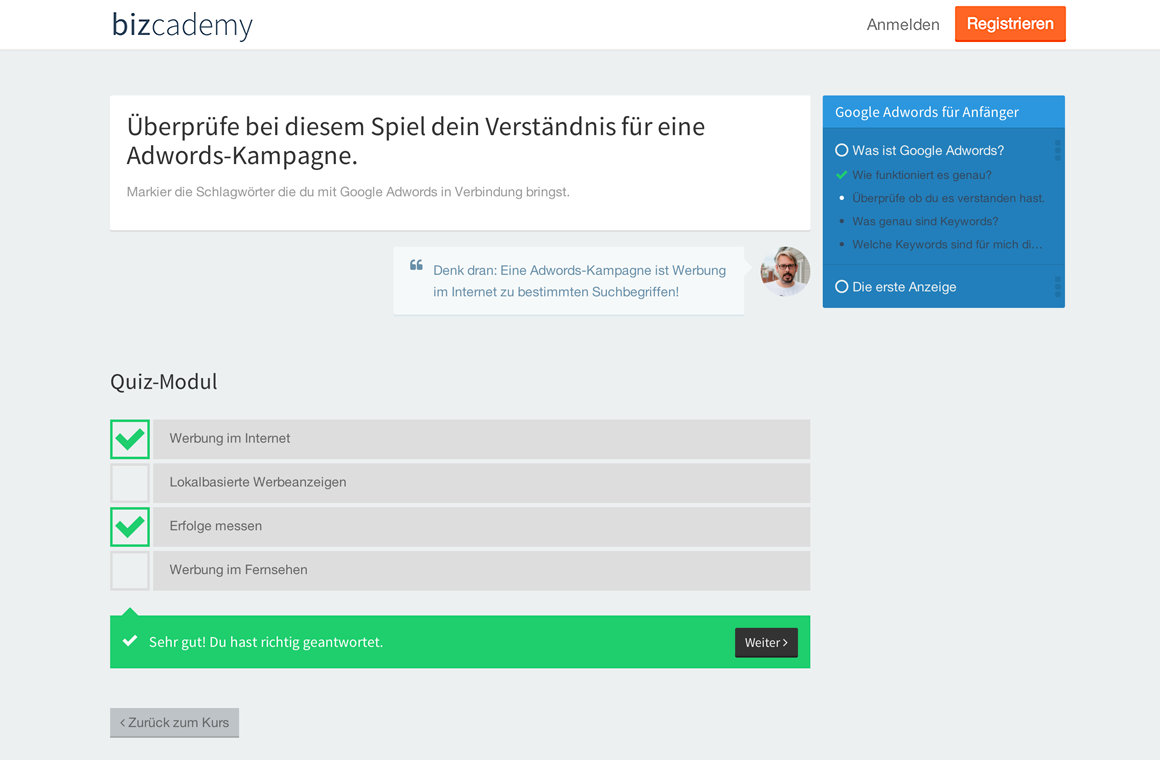 bizcademy
Anmelden
Registrieren
Überprüfe bei diesem Spiel dein Verständnis für eine
Adwords-Kampagne.
Markier die Schlagwörter die du mit Google Adwords in Verbindung bringst.
Denk dran: Eine Adwords-Kampagne ist Werbung
im Internet zu bestimmten Suchbegriffen!
Google Adwords für Anfänger
Was ist Google Adwords?
Wie funktioniert es genau?
Überprüfe ob du es verstanden hast.
Was genau sind Keywords?
Welche Keywords sind für mich di...
Die erste Anzeige
Quiz-Modul
Werbung im Internet
Lokalbasierte Werbeanzeigen
Erfolge messen
Werbung im Fernsehen
Sehr gut! Du hast richtig geantwortet.
Weiter >
< Zurück zum Kurs